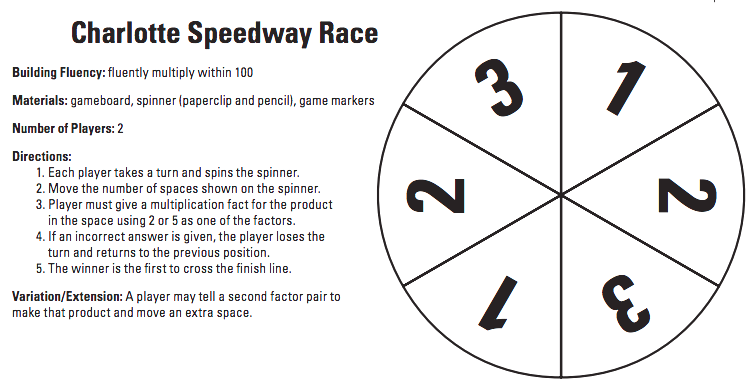 Charlotte Speedway Race
Building Fluency: fluently multiply within 100
Materials: gameboard, spinner (paperclip and pencil), game markers
Number of Players: 2
Directions:
1. Each player takes a turn and spins the spinner.
2. Move the number of spaces shown on the spinner.
3. Player must give a multiplication fact for the product
in the space using 2 or 5 as one of the factors.
4. If an incorrect answer is given, the player loses the
turn and returns to the previous position.
5. The winner is the first to cross the finish line.
Variation/Extension: A player may tell a second factor pair to
make that product and move an extra space.
3
1
2
2
1
3